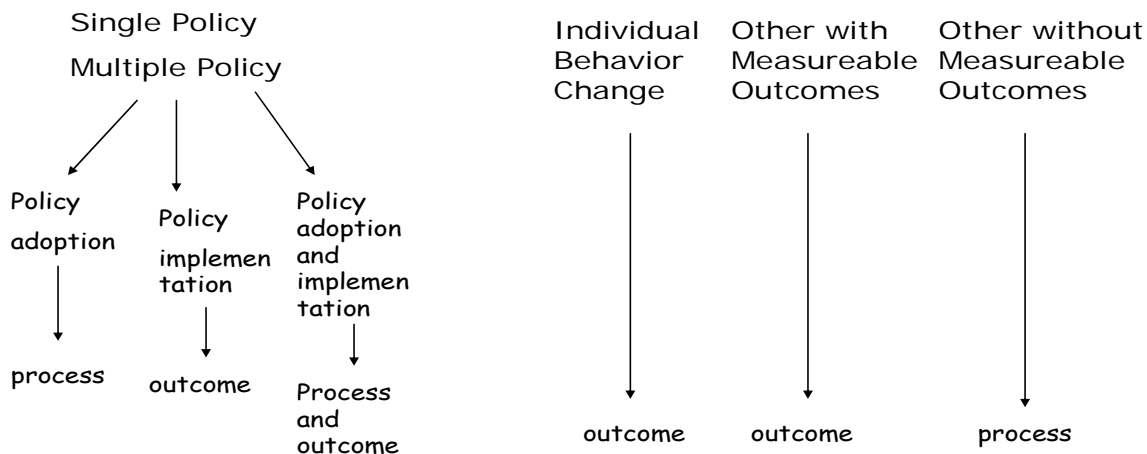 Single Policy
Multiple Policy
Policy
adoption
process
Policy
implemen
tation
outcome
Policy
adoption
and
implemen
tation
Process
and
outcome
Individual
Behavior
Change
outcome
Other with
Measureable
Outcomes
outcome
Other without
Measureable
Outcomes
process